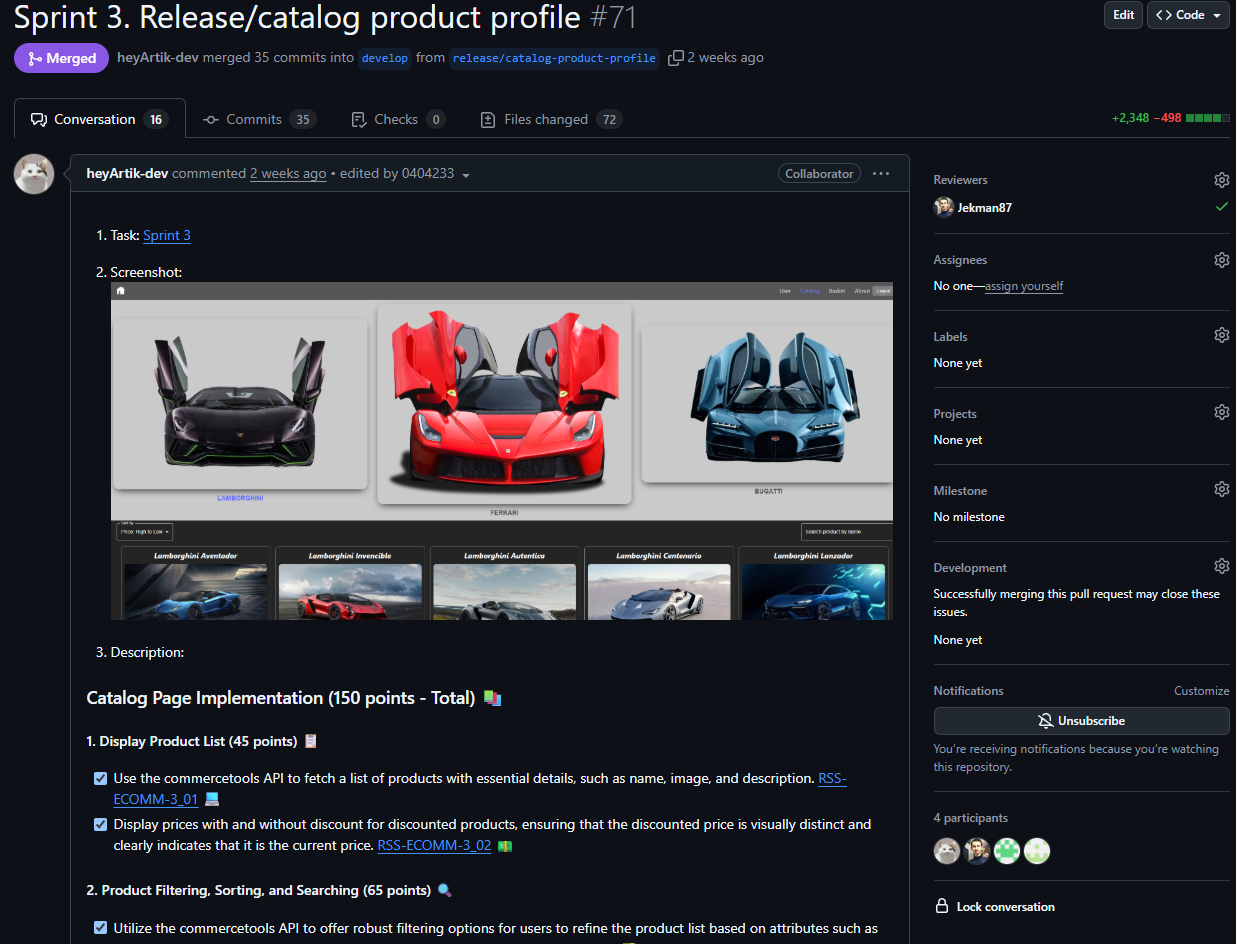 Sprint 3. Release/catalog product profile #71
Edit
Code
Merged
heyArtik-dev merged 35 commits into develop from release/catalog-product-profile 2 weeks ago
Conversation 16
Commits 35
Checks 0
Files changed 72
+2,348 −498
heyArtik-dev commented 2 weeks ago • edited by 0404233
Collaborator
1. Task: Sprint 3
2. Screenshot:
User Catalog Basket About Logout
LAMBORGHINI
FERRARI
BUGATTI
Sort by
Price: High to Low
Search product by name
Lamborghini Aventador
Lamborghini Invencible
Lamborghini Autentica
Lamborghini Centenario
Lamborghini Lanzador
3. Description:
Catalog Page Implementation (150 points - Total)
1. Display Product List (45 points)
Use the commercetools API to fetch a list of products with essential details, such as name, image, and description. RSS-
ECOMM-3_01
Display prices with and without discount for discounted products, ensuring that the discounted price is visually distinct and
clearly indicates that it is the current price. RSS-ECOMM-3_02
2. Product Filtering, Sorting, and Searching (65 points)
Utilize the commercetools API to offer robust filtering options for users to refine the product list based on attributes such as
Reviewers
Jekman87
Assignees
No one—assign yourself
Labels
None yet
Projects
None yet
Milestone
No milestone
Development
Successfully merging this pull request may close these
issues.
None yet
Notifications
Customize
Unsubscribe
You're receiving notifications because you're watching
this repository.
4 participants
Lock conversation